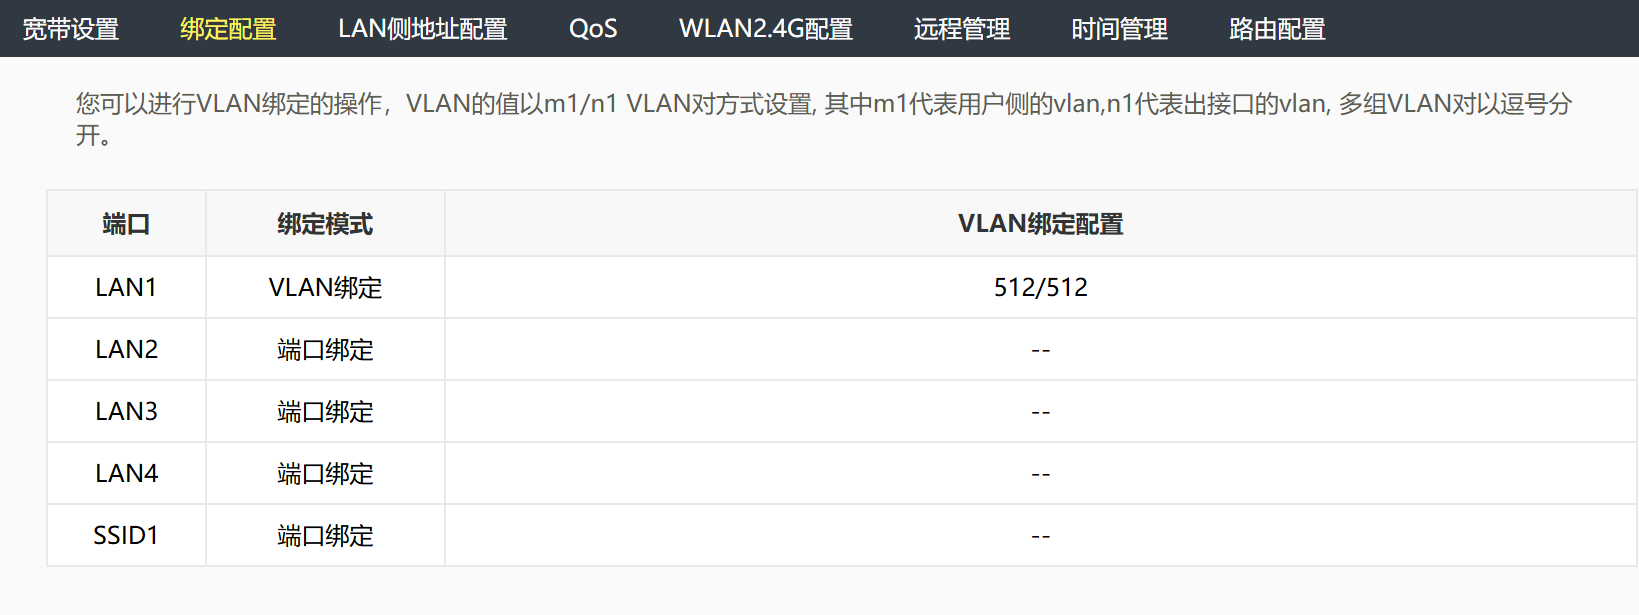 宽带设置 绑定配置 LAN侧地址配置 QoS WLAN2.4G配置 远程管理 时间管理 路由配置
您可以进行VLAN绑定的操作，VLAN的值以m1/n1 VLAN对方式设置, 其中m1代表用户侧的vlan,n1代表出接口的vlan, 多组VLAN对以逗号分
开。
端口 绑定模式 VLAN绑定配置
LAN1 VLAN绑定 512/512
LAN2 端口绑定 --
LAN3 端口绑定 --
LAN4 端口绑定 --
SSID1 端口绑定 --